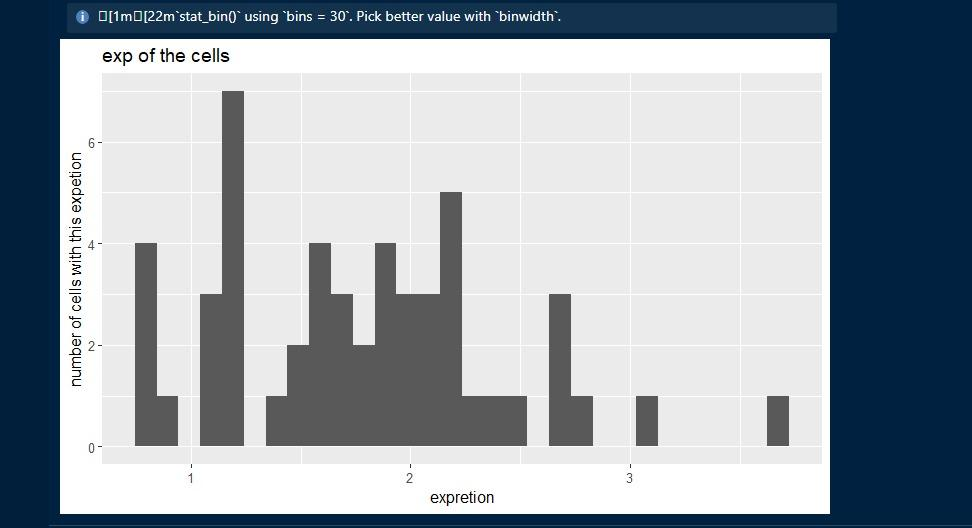 [1m[22m`stat_bin()` using `bins = 30`. Pick better value with `binwidth`.
exp of the cells
number of cells with this expetion
6
4
2
0
1
2
3
expretion